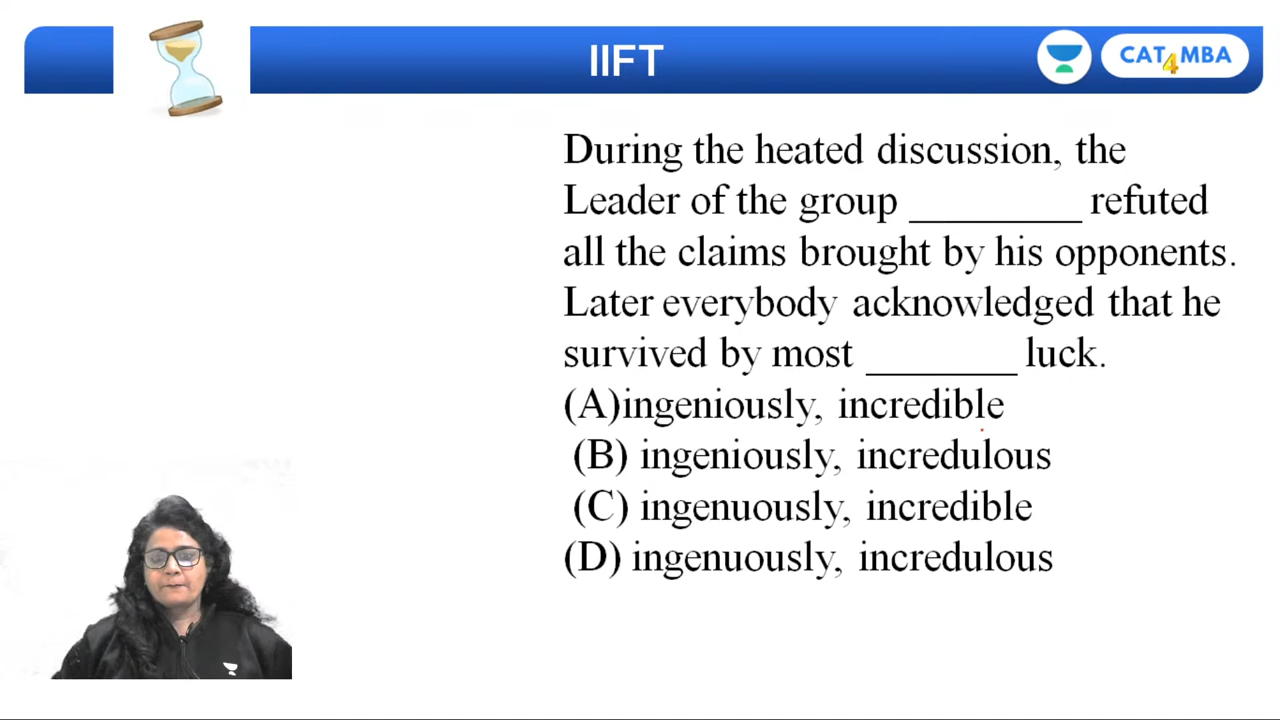 IIFT
CAT4MBA
During the heated discussion, the
Leader of the group _________ refuted
all the claims brought by his opponents.
Later everybody acknowledged that he
survived by most ________ luck.
(A)ingeniously, incredible
(B) ingeniously, incredulous
(C) ingenuously, incredible
(D) ingenuously, incredulous